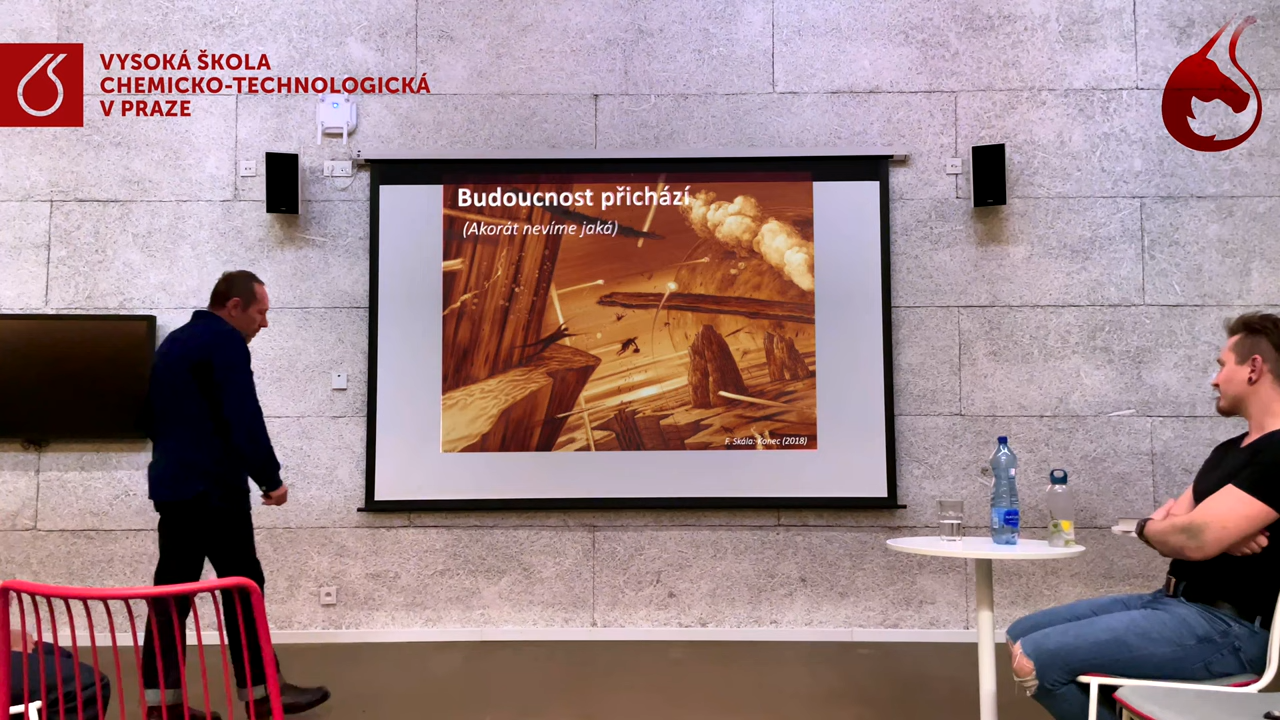 VYSOKÁ ŠKOLA
CHEMICKO-TECHNOLOGICKÁ
V PRAZE
Budoucnost přichází
(Akorát nevíme jaká)
F. Skála: Konec (2018)